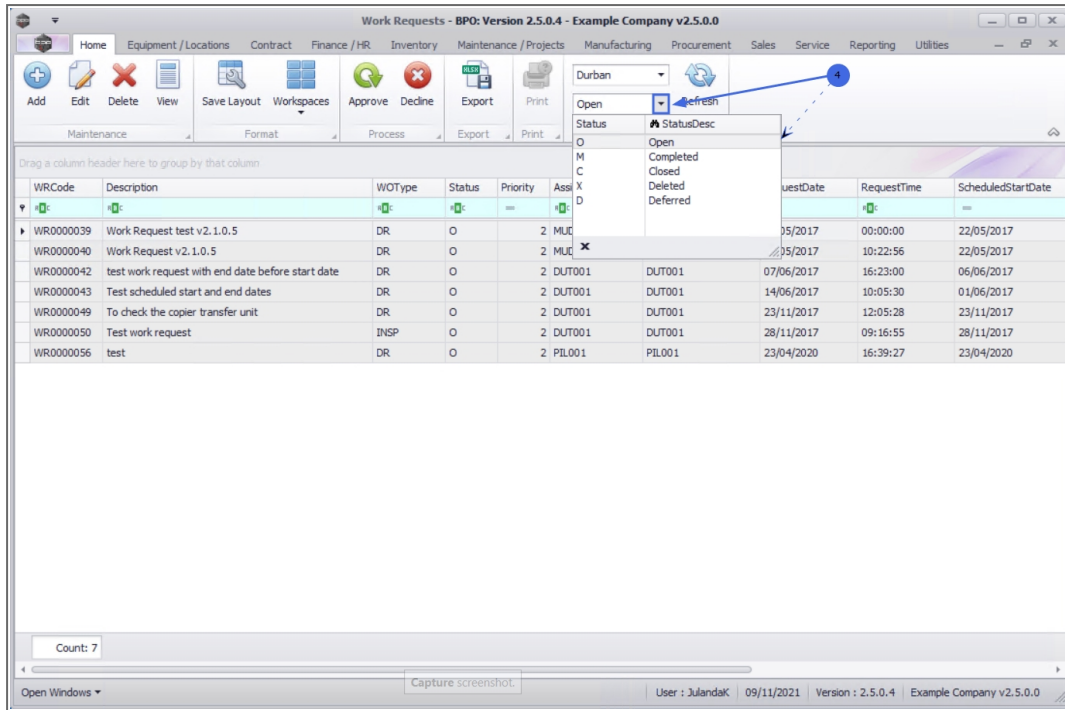 Work Requests - BPO: Version 2.5.0.4 - Example Company v2.5.0.0
Home Equipment / Locations Contract Finance / HR Inventory Maintenance / Projects Manufacturing Procurement Sales Service Reporting Utilities
Add Edit Delete View Save Layout Workspaces Approve Decline Export Print Durban Refresh 4
Open
Maintenance Format Process Export Print
Status StatusDesc
O Open
M Completed
C Closed
X Deleted
D Deferred
Drag a column header here to group by that column
WRCode Description WOType Status Priority Assi uestDate RequestTime ScheduledStartDate
WR0000039 Work Request test v2.1.0.5 DR O 2 MUD 05/2017 00:00:00 22/05/2017
WR0000040 Work Request v2.1.0.5 DR O 2 MUD 05/2017 10:22:56 22/05/2017
WR0000042 test work request with end date before start date DR O 2 DUT001 DUT001 07/06/2017 16:23:00 06/06/2017
WR0000043 Test scheduled start and end dates DR O 2 DUT001 DUT001 14/06/2017 10:05:30 01/06/2017
WR0000049 To check the copier transfer unit DR O 2 DUT001 DUT001 23/11/2017 12:05:28 23/11/2017
WR0000050 Test work request INSP O 2 DUT001 DUT001 28/11/2017 09:16:55 28/11/2017
WR0000056 test DR O 2 PIL001 PIL001 23/04/2020 16:39:27 23/04/2020
Count: 7
Capture screenshot.
Open Windows User : JulandaK 09/11/2021 Version : 2.5.0.4 Example Company v2.5.0.0